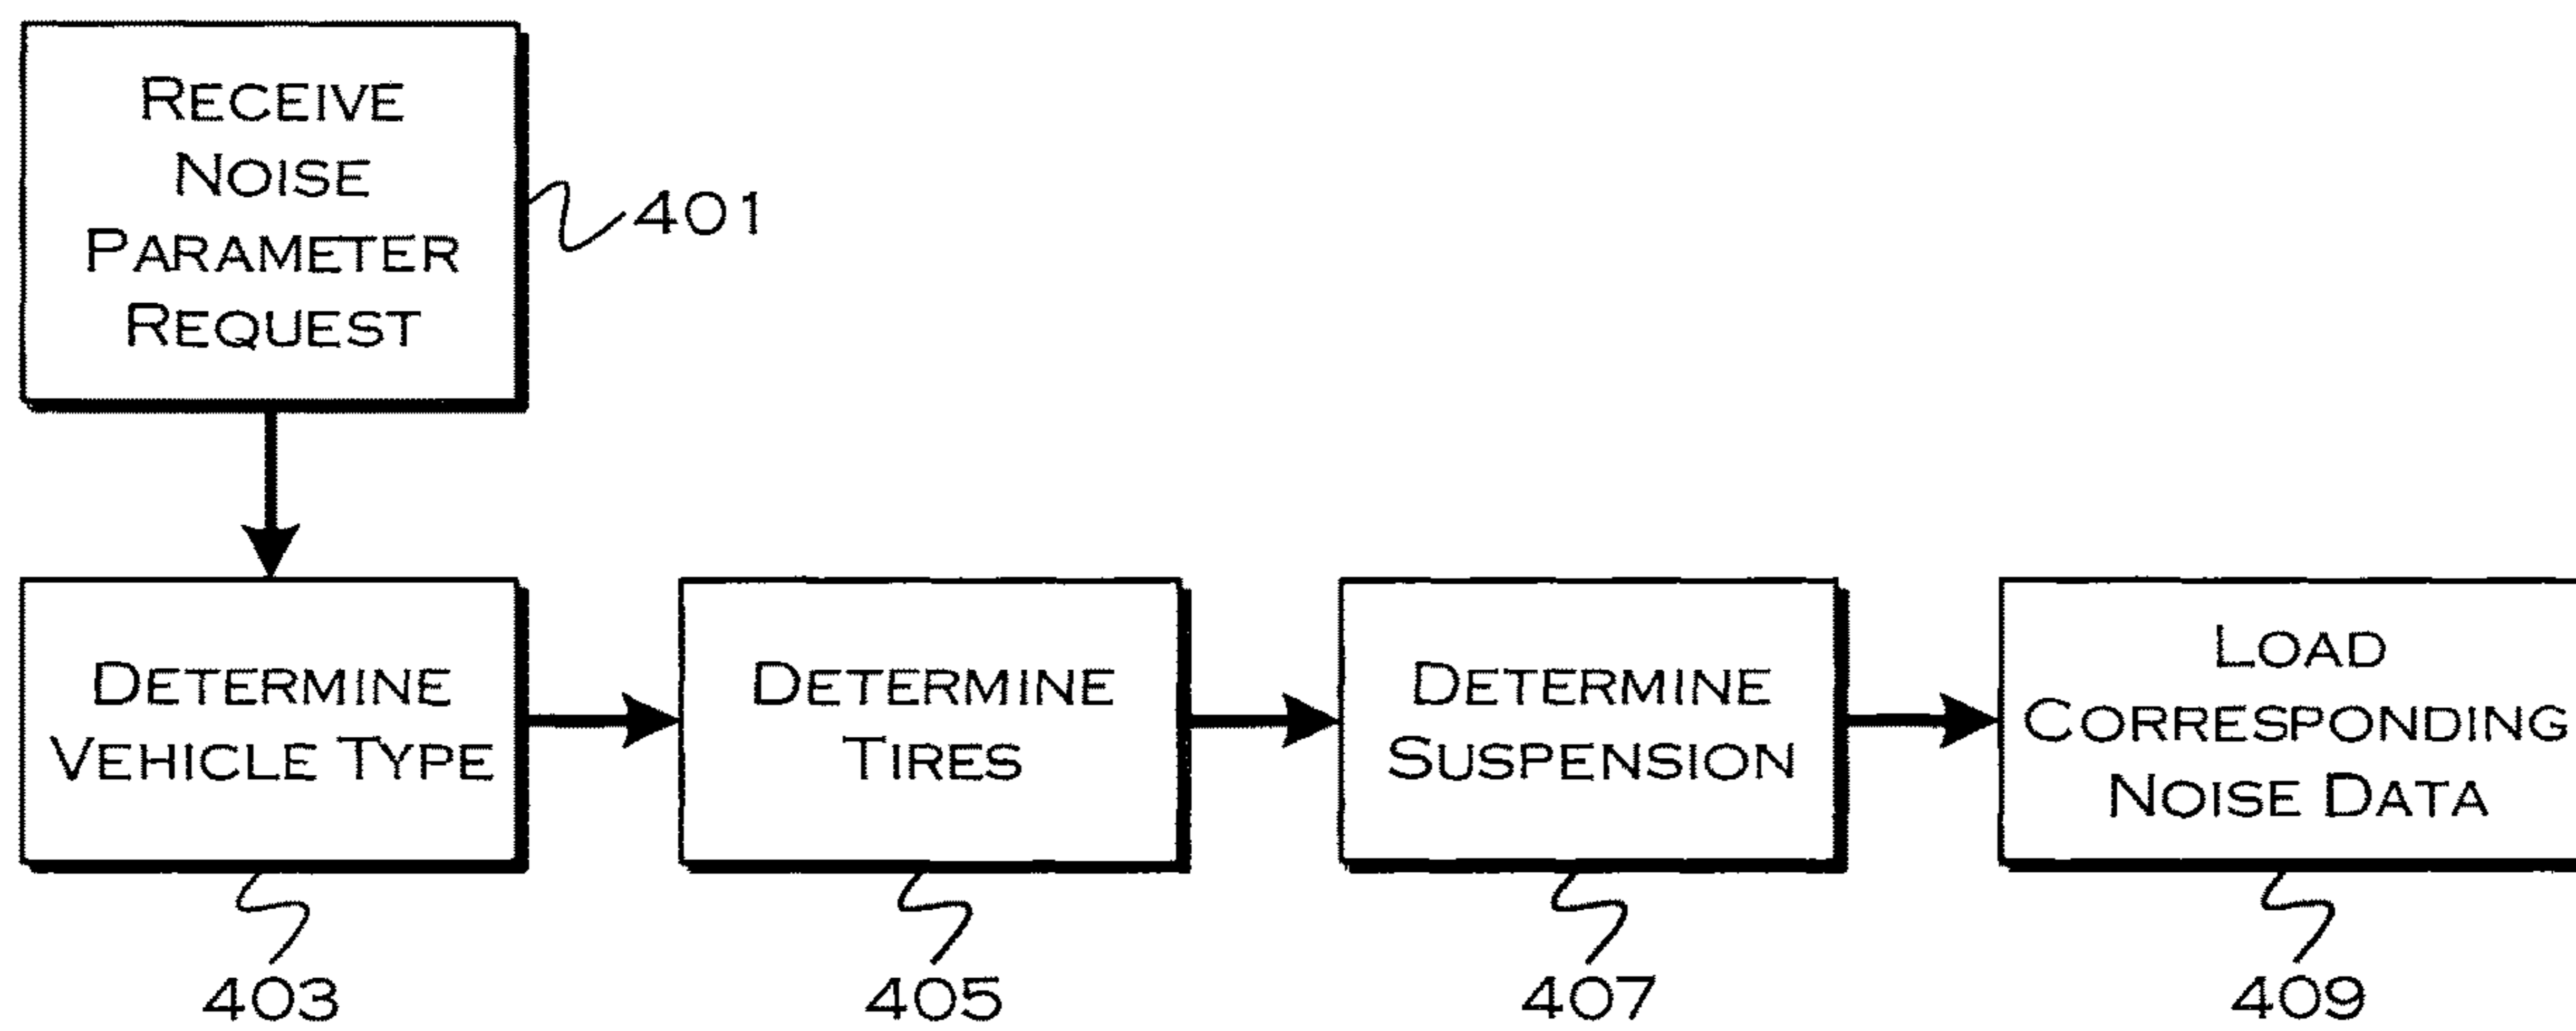 RECEIVE
NOISE
PARAMETER
REQUEST
401
DETERMINE
VEHICLE TYPE
DETERMINE
TIRES
DETERMINE
SUSPENSION
LOAD
CORRESPONDING
NOISE DATA
403
405
407
409